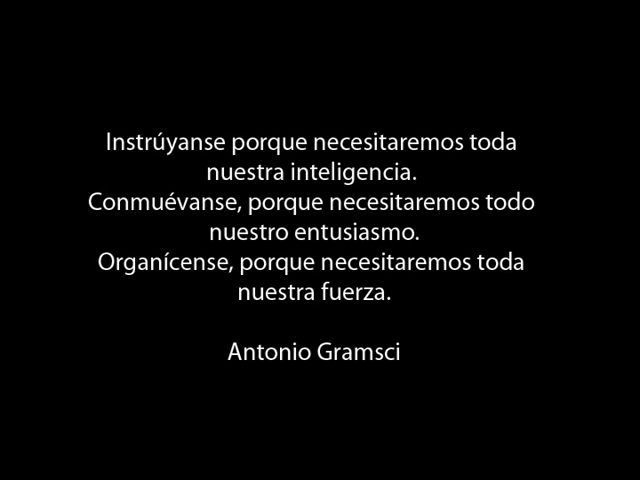 Instrúyanse porque necesitaremos toda
nuestra inteligencia.
Conmuévanse, porque necesitaremos todo
nuestro entusiasmo.
Organícense, porque necesitaremos toda
nuestra fuerza.
Antonio Gramsci